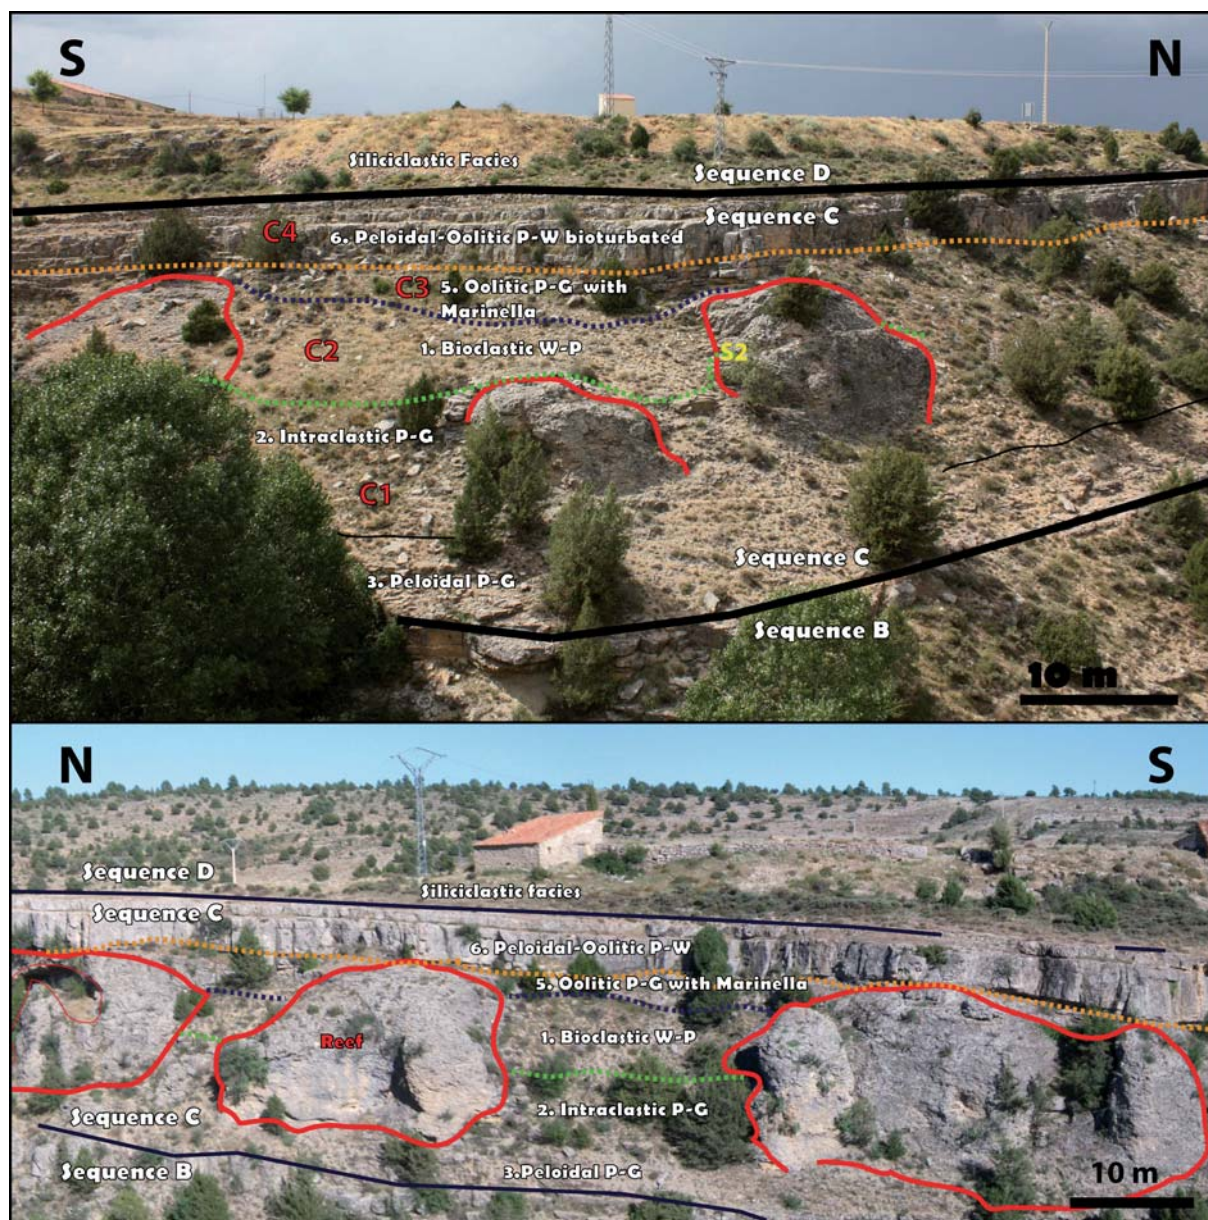 S
N
Siliciclastic Facies
Sequence D
Sequence C
C4
6. Peloidal-Oolitic P-W bioturbated
C3
5. Oolitic P-G with
Marinella
C2
1. Bioclastic W-P
S2
2. Intraclastic P-G
C1
Sequence C
3. Peloidal P-G
Sequence B
10 m
N
S
Sequence D
Siliciclastic facies
Sequence C
6. Peloidal-Oolitic P-W
5. Oolitic P-G with Marinella
Reef
1. Bioclastic W-P
2. Intraclastic P-G
Sequence C
Sequence B
3.Peloidal P-G
10 m